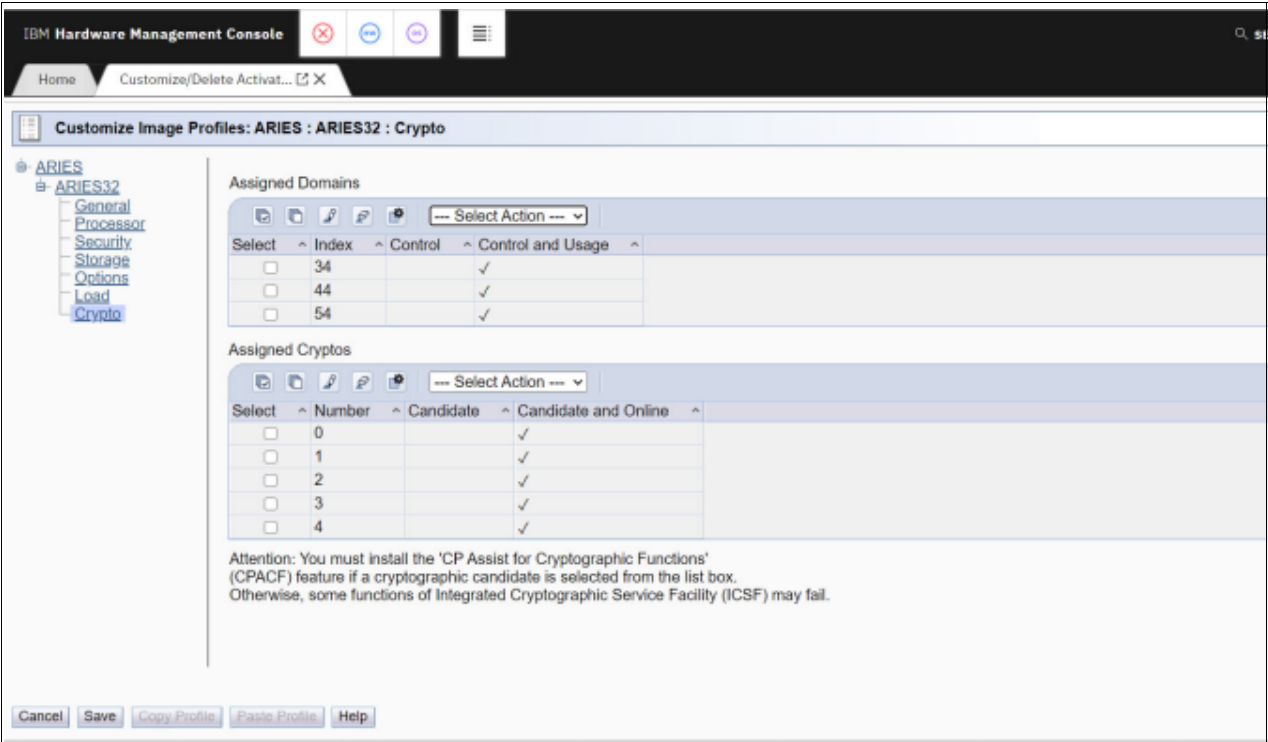 IBM Hardware Management Console
Home
Customize/Delete Activat...
Customize Image Profiles: ARIES : ARIES32 : Crypto
ARIES
ARIES32
General
Processor
Security
Storage
Options
Load
Crypto
Assigned Domains
--- Select Action ---
Select Index Control Control and Usage
34 ✓
44 ✓
54 ✓
Assigned Cryptos
--- Select Action ---
Select Number Candidate Candidate and Online
0 ✓
1 ✓
2 ✓
3 ✓
4 ✓
Attention: You must install the 'CP Assist for Cryptographic Functions'
(CPACF) feature if a cryptographic candidate is selected from the list box.
Otherwise, some functions of Integrated Cryptographic Service Facility (ICSF) may fail.
Cancel Save Copy Profile Paste Profile Help